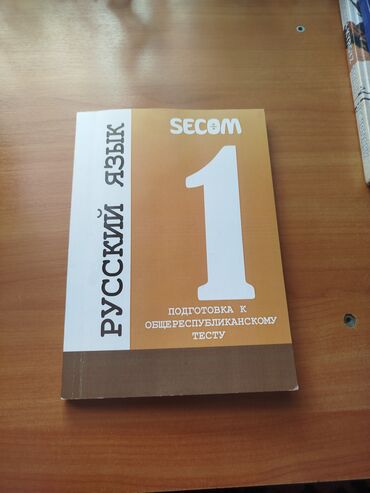 РУССКИЙ ЯЗЫК
SECOM
1
ПОДГОТОВКА К
ОБЩЕРЕСПУБЛИКАНСКОМУ
ТЕСТУ